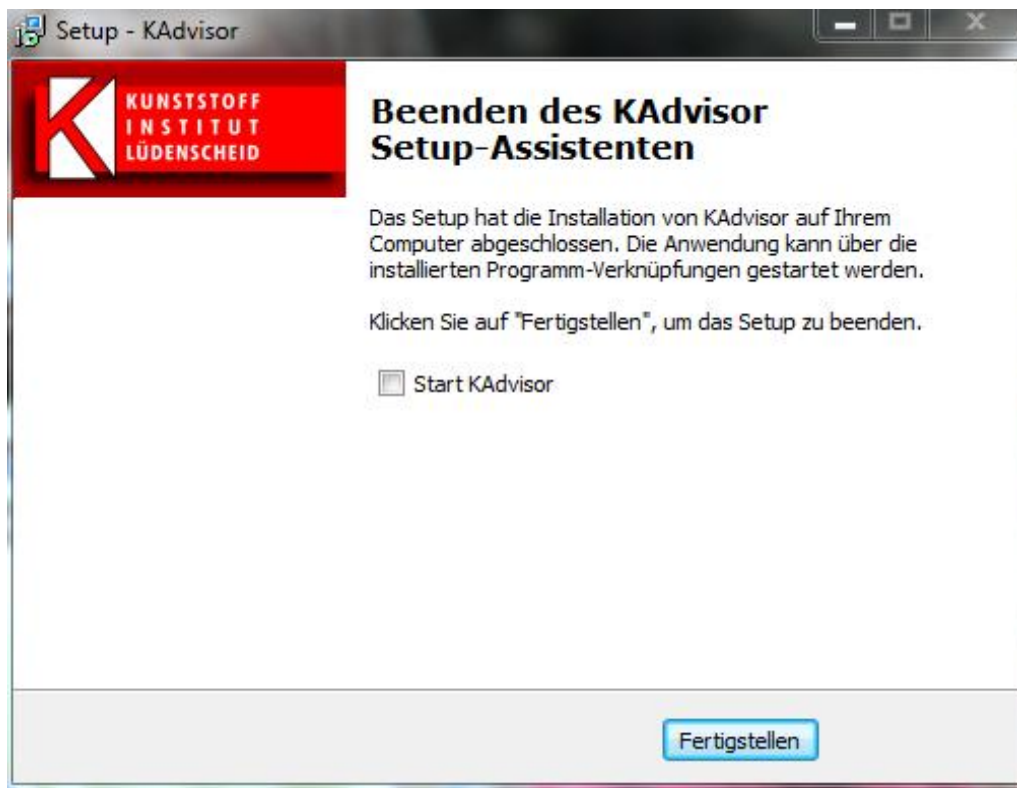 Setup - KAdvisor
KUNSTSTOFF
INSTITUT
LÜDENSCHEID
Beenden des KAdvisor
Setup-Assistenten
Das Setup hat die Installation von KAdvisor auf Ihrem
Computer abgeschlossen. Die Anwendung kann über die
installierten Programm-Verknüpfungen gestartet werden.
Klicken Sie auf "Fertigstellen", um das Setup zu beenden.
Start KAdvisor
Fertigstellen